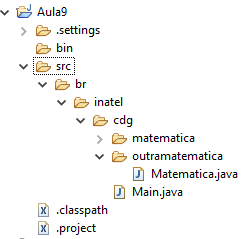 Aula9
.settings
bin
src
br
inatel
cdg
matematica
outramatematica
Matematica.java
Main.java
.classpath
.project